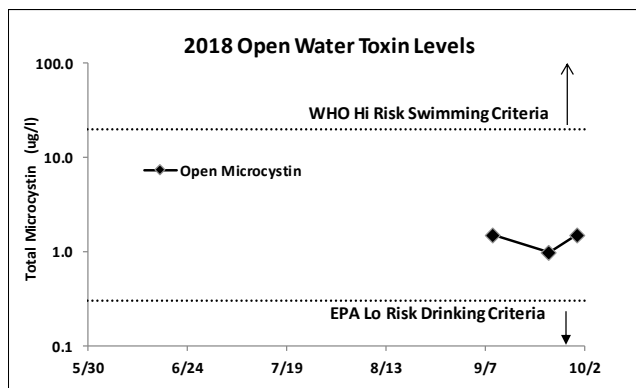 2018 Open Water Toxin Levels
Total Microcystin (ug/l)
100.0
10.0
1.0
0.1
WHO Hi Risk Swimming Criteria
Open Microcystin
EPA Lo Risk Drinking Criteria
5/30 6/24 7/19 8/13 9/7 10/2